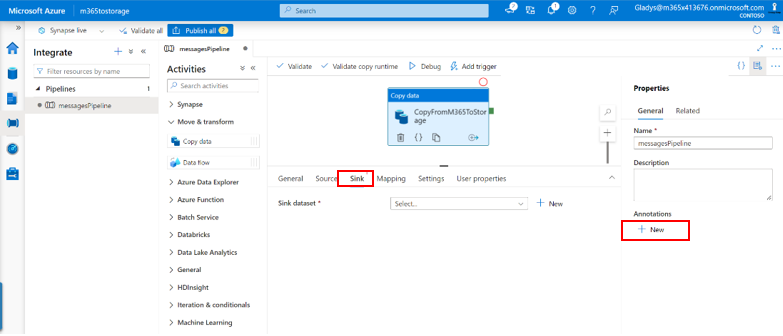 Microsoft Azure m365tostorage Search 2 1 Gladys@m365x413676.onmicrosoft.com
CONTOSO
Synapse live Validate all Publish all 7
Integrate
Filter resources by name
Pipelines 1
messagesPipeline
messagesPipeline
Activities
Search activities
Synapse
Move & transform
Copy data
Data flow
Azure Data Explorer
Azure Function
Batch Service
Databricks
Data Lake Analytics
General
HDInsight
Iteration & conditionals
Machine Learning
Validate Validate copy runtime Debug Add trigger
Copy data
CopyFromM365ToStor
age
General Source Sink Mapping Settings User properties
Sink dataset * Select... New
Properties
General Related
Name *
messagesPipeline
Description
Annotations
New